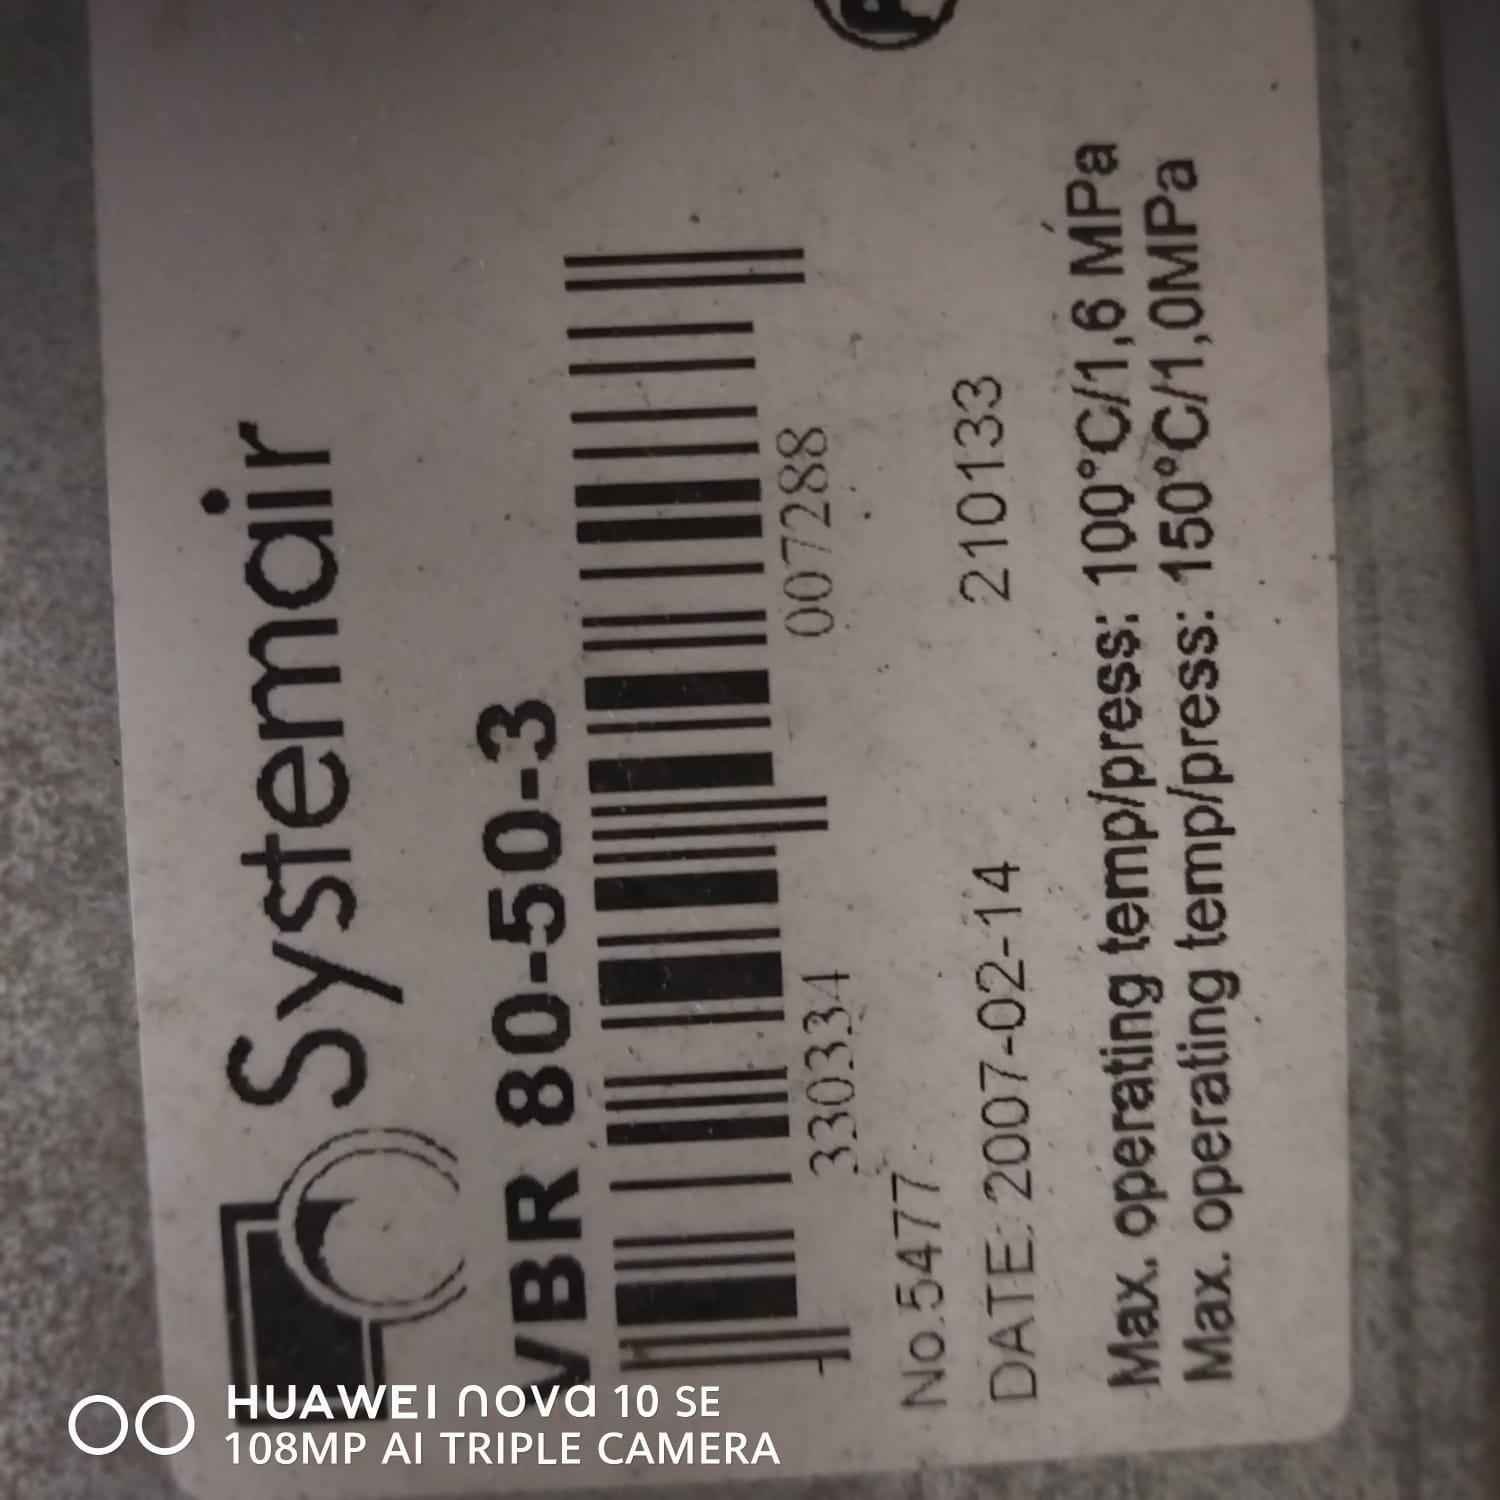 Systemair
VBR 80-50-3
7 330334 007288
No.5477
DATE:2007-02-14 210133
Max. operating temp/press: 100°C/1,6 MPa
Max. operating temp/press: 150°C/1,0MPa
HUAWEI nova 10 SE
108MP AI TRIPLE CAMERA